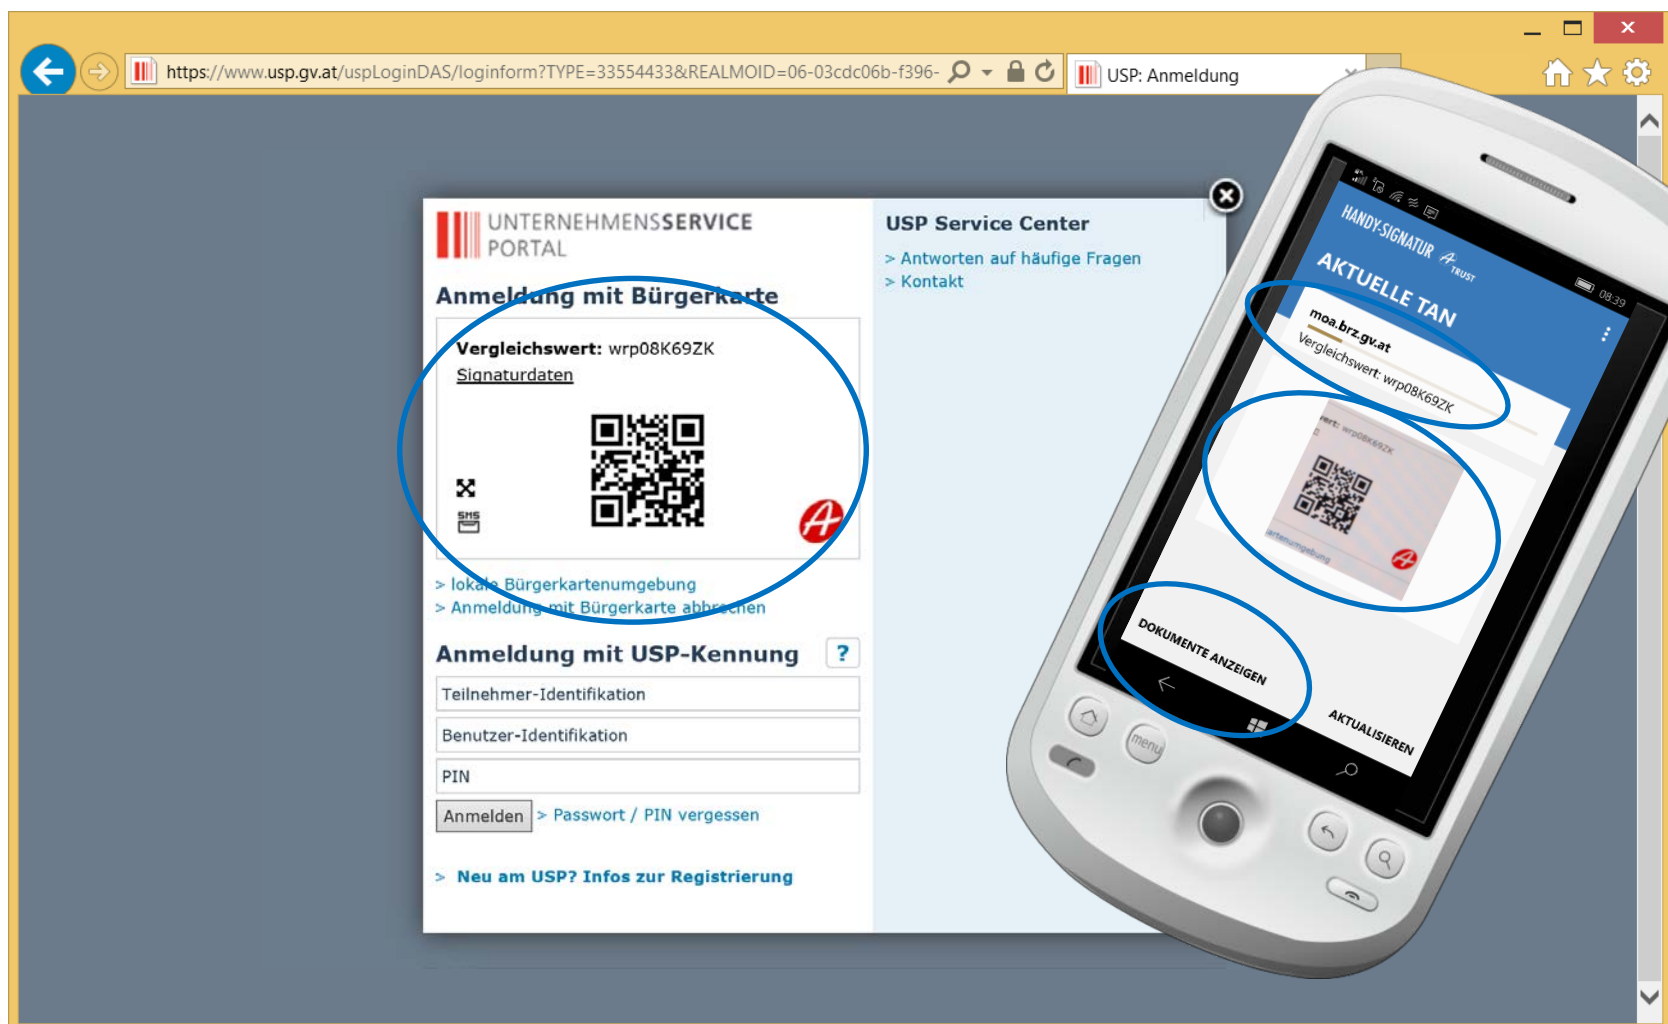 https://www.usp.gv.at/uspLoginDAS/loginform?TYPE=33554433&REALMOID=06-03cdc06b-f396-
USP: Anmeldung
UNTERNEHMENSSERVICE
PORTAL
Anmeldung mit Bürgerkarte
Vergleichswert: wrp08K69ZK
Signaturdaten
SMS
> lokale Bürgerkartenumgebung
> Anmeldung mit Bürgerkarte abbrechen
Anmeldung mit USP-Kennung ?
Teilnehmer-Identifikation
Benutzer-Identifikation
PIN
Anmelden > Passwort / PIN vergessen
> Neu am USP? Infos zur Registrierung
USP Service Center
> Antworten auf häufige Fragen
> Kontakt
08:39
HANDY-SIGNATUR A TRUST
AKTUELLE TAN
moa.brz.gv.at
Vergleichswert: wrp08K69ZK
wert: wrp08K69ZK
artenumgebung
DOKUMENTE ANZEIGEN
AKTUALISIEREN
menu